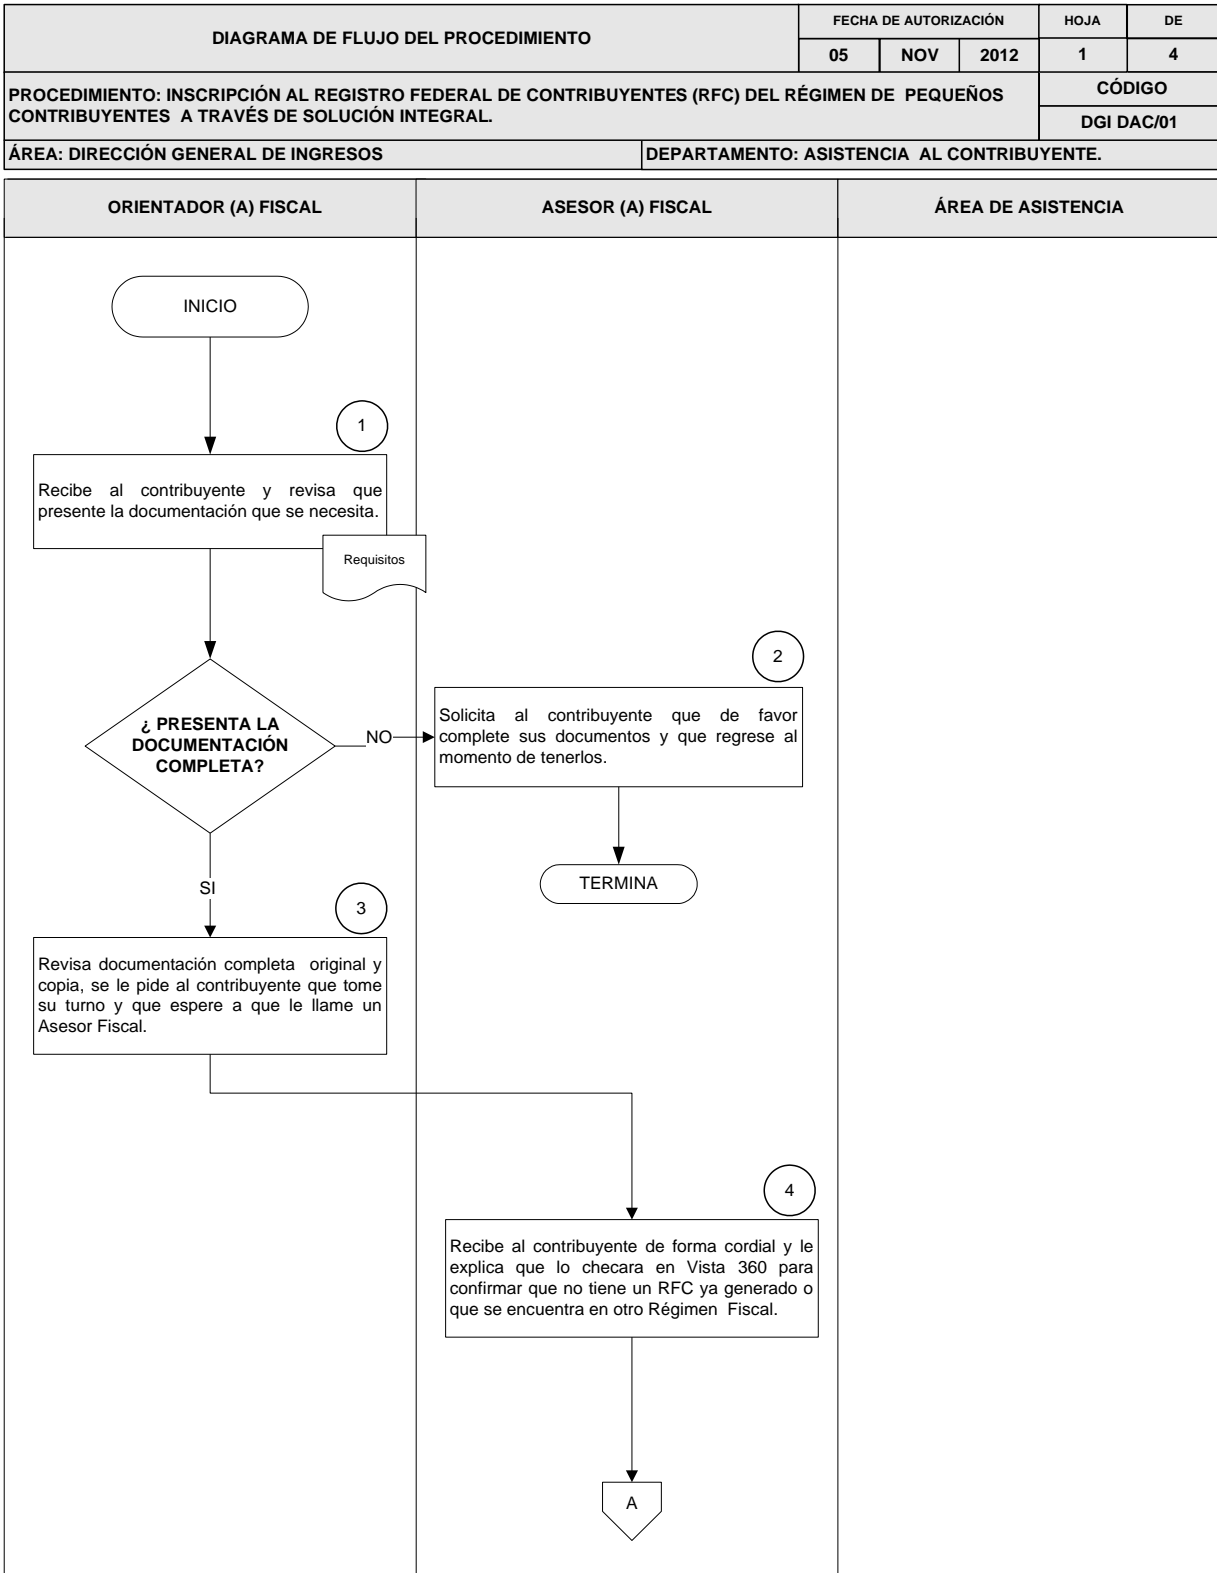 DIAGRAMA DE FLUJO DEL PROCEDIMIENTO
FECHA DE AUTORIZACIÓN
HOJA
DE
05
NOV
2012
1
4
PROCEDIMIENTO: INSCRIPCIÓN AL REGISTRO FEDERAL DE CONTRIBUYENTES (RFC) DEL RÉGIMEN DE PEQUEÑOS
CONTRIBUYENTES A TRAVÉS DE SOLUCIÓN INTEGRAL.
CÓDIGO
DGI DAC/01
ÁREA: DIRECCIÓN GENERAL DE INGRESOS
DEPARTAMENTO: ASISTENCIA AL CONTRIBUYENTE.
ORIENTADOR (A) FISCAL
ASESOR (A) FISCAL
ÁREA DE ASISTENCIA
INICIO
1
Recibe al contribuyente y revisa que
presente la documentación que se necesita.
Requisitos
¿ PRESENTA LA
DOCUMENTACIÓN
COMPLETA?
NO
2
Solicita al contribuyente que de favor
complete sus documentos y que regrese al
momento de tenerlos.
TERMINA
SI
3
Revisa documentación completa original y
copia, se le pide al contribuyente que tome
su turno y que espere a que le llame un
Asesor Fiscal.
4
Recibe al contribuyente de forma cordial y le
explica que lo checara en Vista 360 para
confirmar que no tiene un RFC ya generado o
que se encuentra en otro Régimen Fiscal.
A